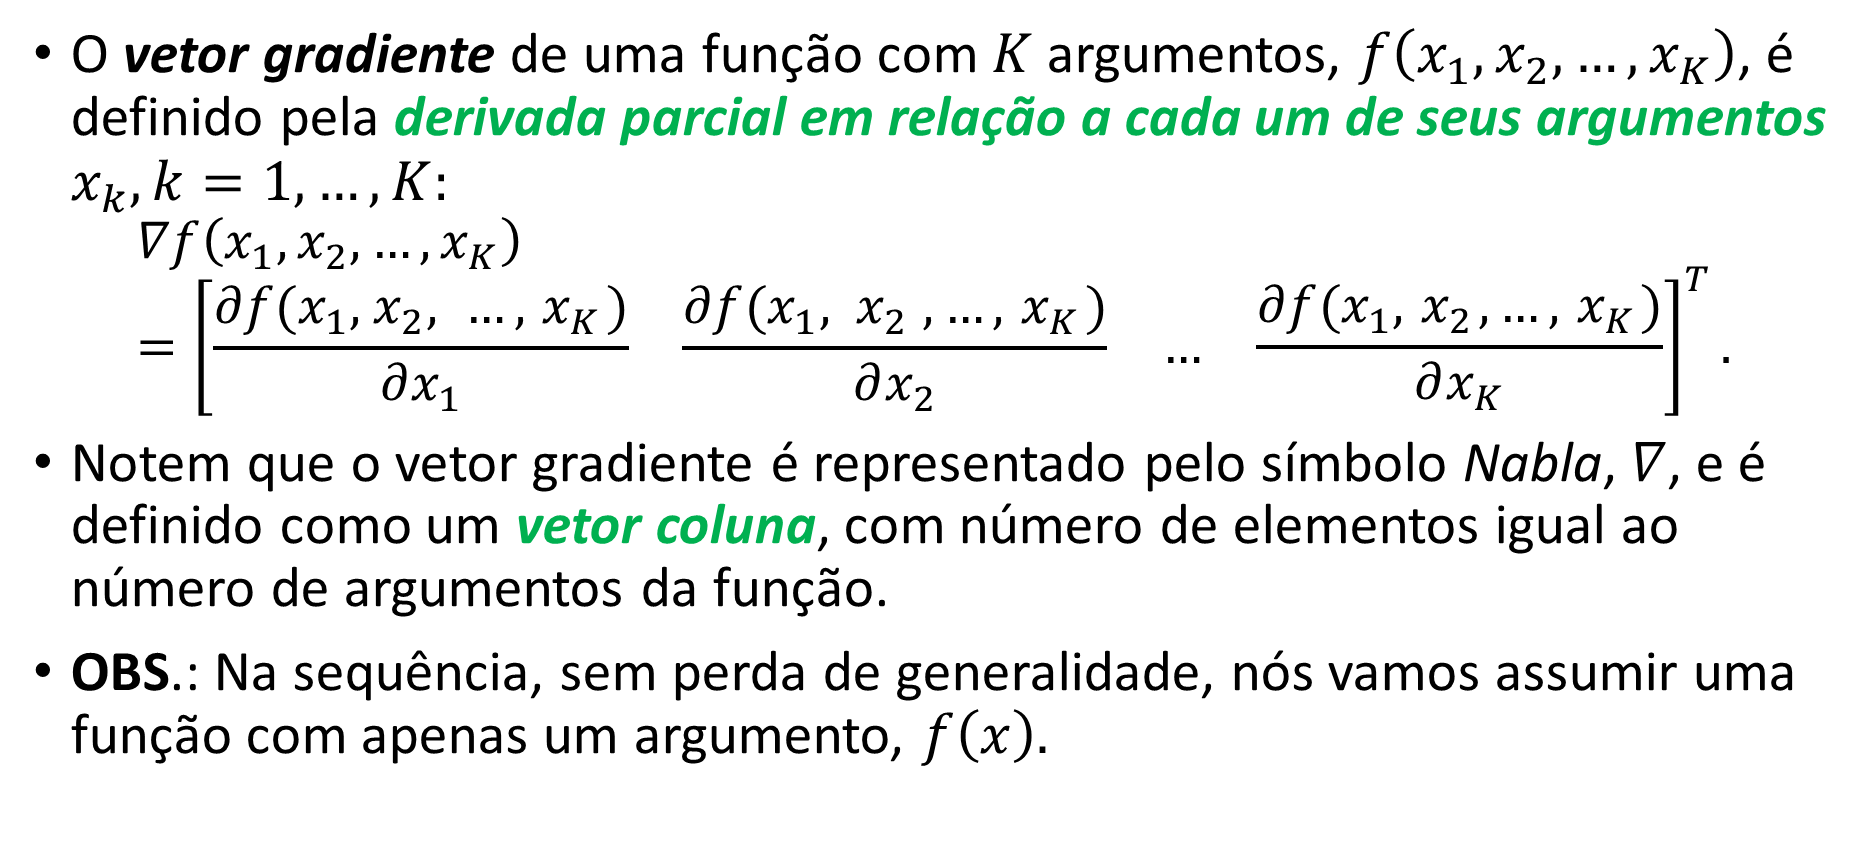 • O vetor gradiente de uma função com K argumentos, f(x₁, x₂, ..., x_K), é
definido pela derivada parcial em relação a cada um de seus argumentos
x_k, k = 1, ..., K:
∇f(x₁, x₂, ..., x_K)
= [∂f(x₁, x₂, ..., x_K)/∂x₁ ∂f(x₁, x₂, ..., x_K)/∂x₂ ... ∂f(x₁, x₂, ..., x_K)/∂x_K]^T .
• Notem que o vetor gradiente é representado pelo símbolo Nabla, ∇, e é
definido como um vetor coluna, com número de elementos igual ao
número de argumentos da função.
• OBS.: Na sequência, sem perda de generalidade, nós vamos assumir uma
função com apenas um argumento, f(x).